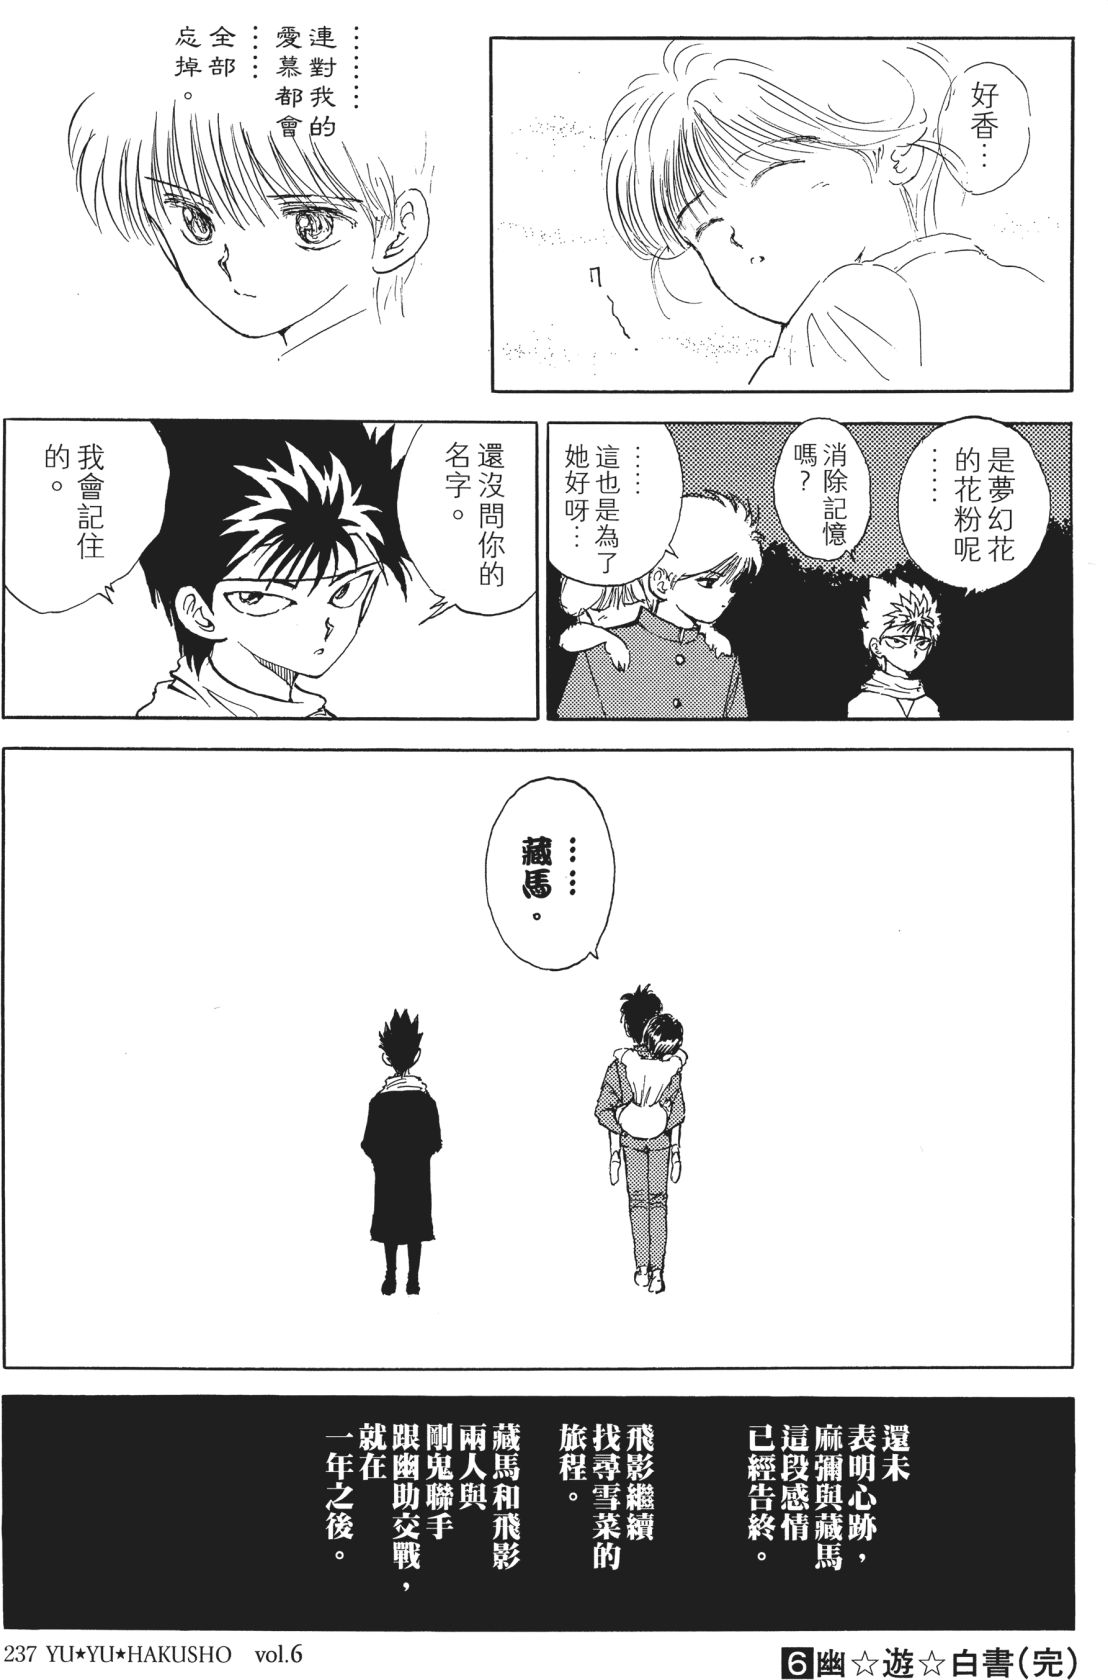 好
香
⋯
ㄇ
⋯⋯⋯
連對我的
愛慕都會
⋯⋯
全部
忘掉。
是夢幻花
的花粉呢
⋯⋯
消除記憶
嗎？
⋯⋯
這也是為了
她好呀⋯
還沒問你的
名字。
我會記住
的。
⋯⋯
藏馬。
還未
表明心跡，
麻彌與藏馬
這段感情
已經告終。
飛影繼續
找尋雪菜的
旅程。
藏馬和飛影
兩人與
剛鬼聯手
跟幽助交戰，
就在
一年之後。
237 YU★YU★HAKUSHO vol.6
6幽☆遊☆白書(完)